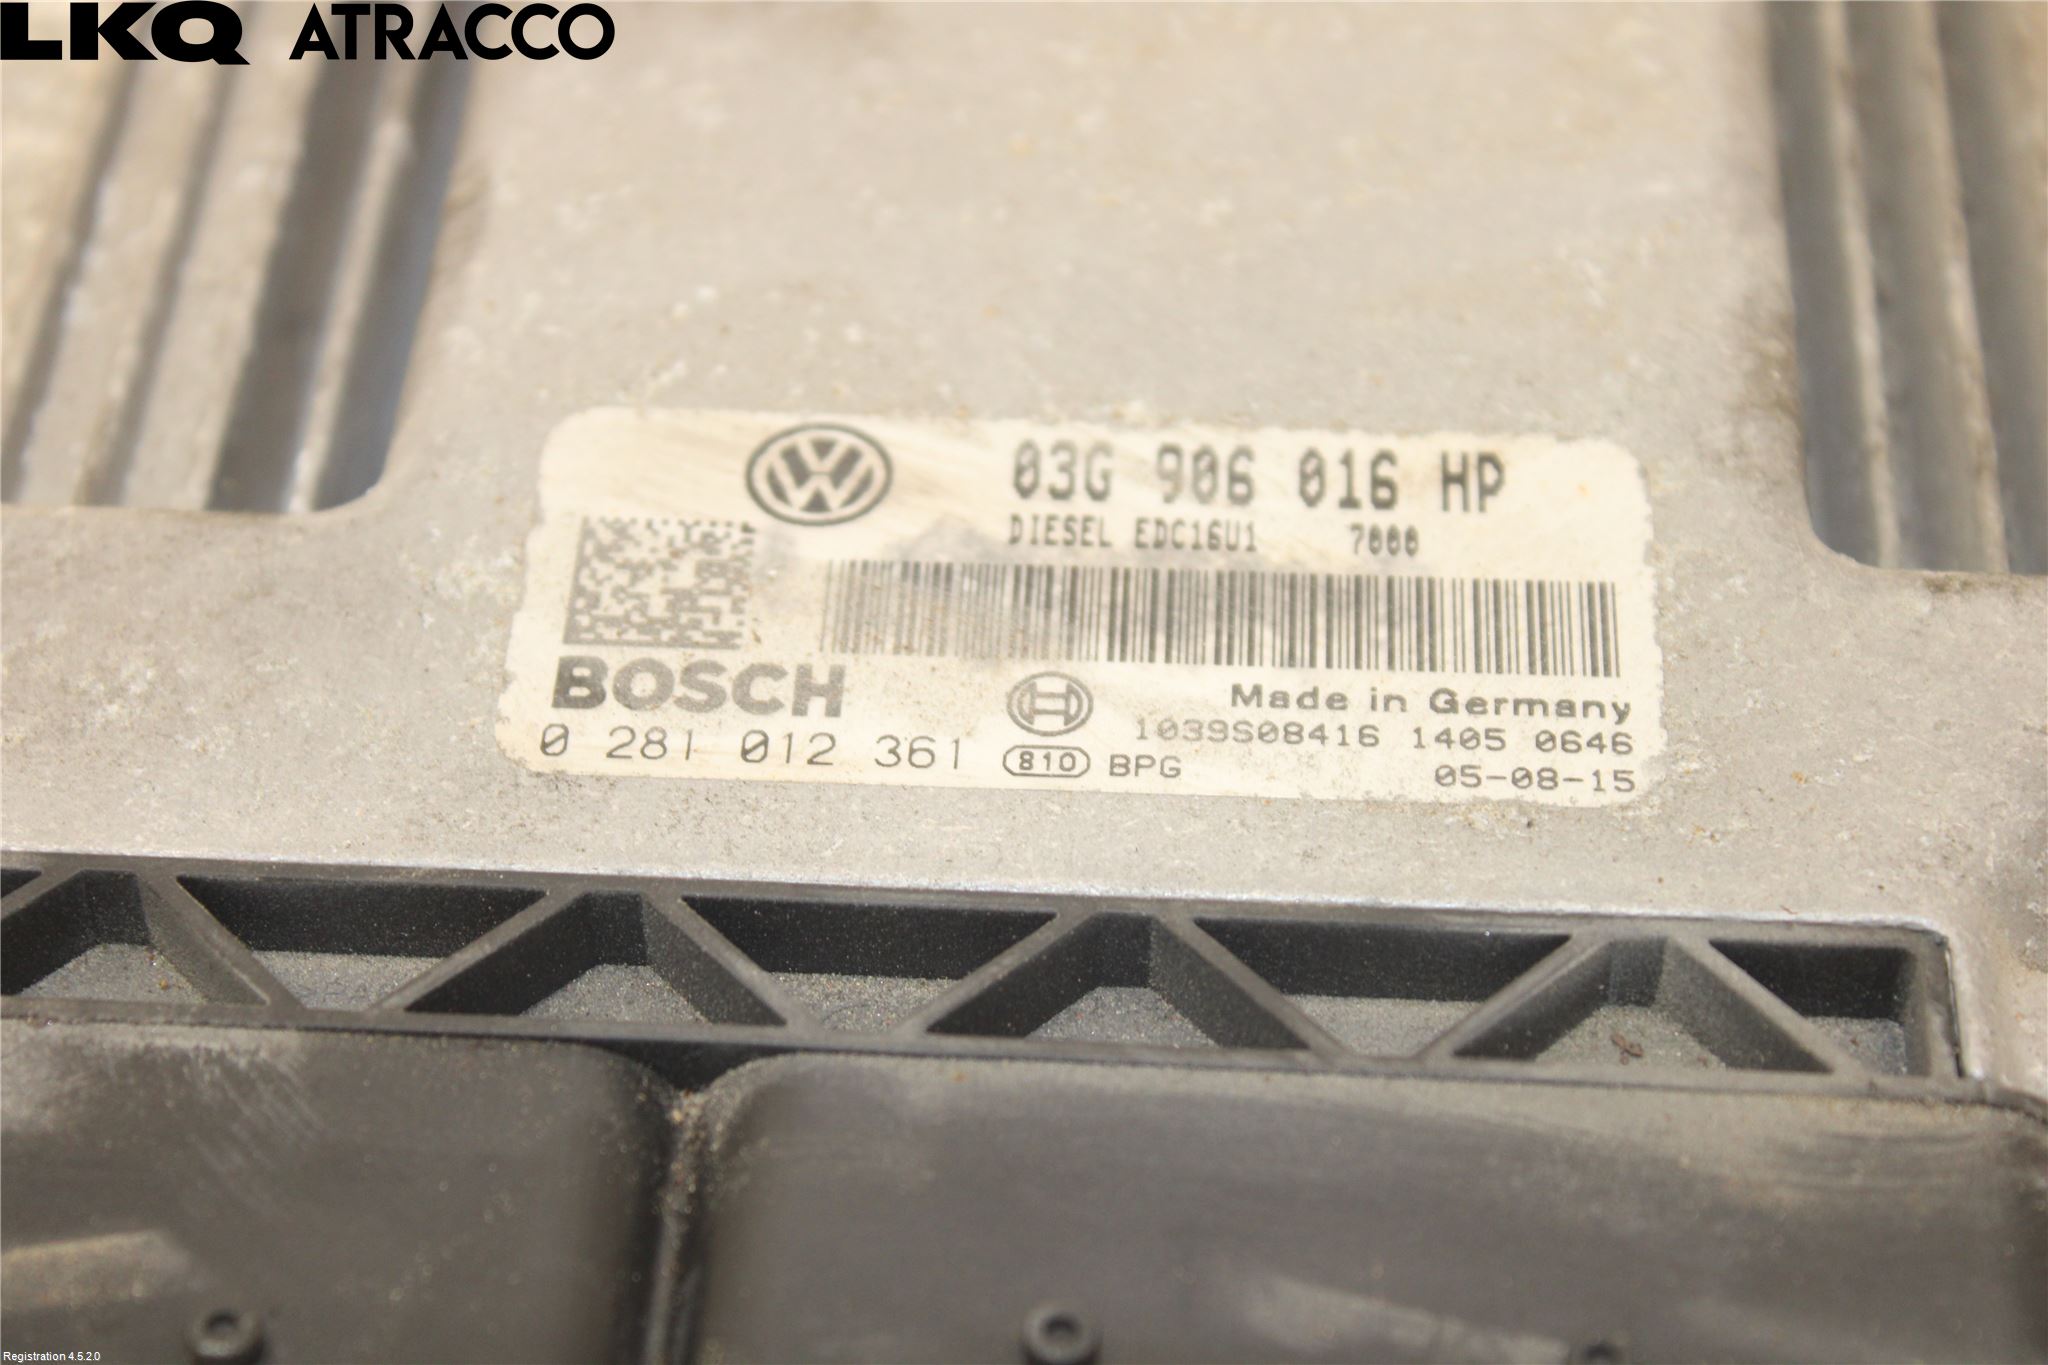 LKQ ATRACCO
03G 906 016 HP
DIESEL EDC16U1 7000
BOSCH
Made in Germany
1039S08416 1405 0646
0 281 012 361
810 BPG
05-08-15
Registration 4.5.2.0